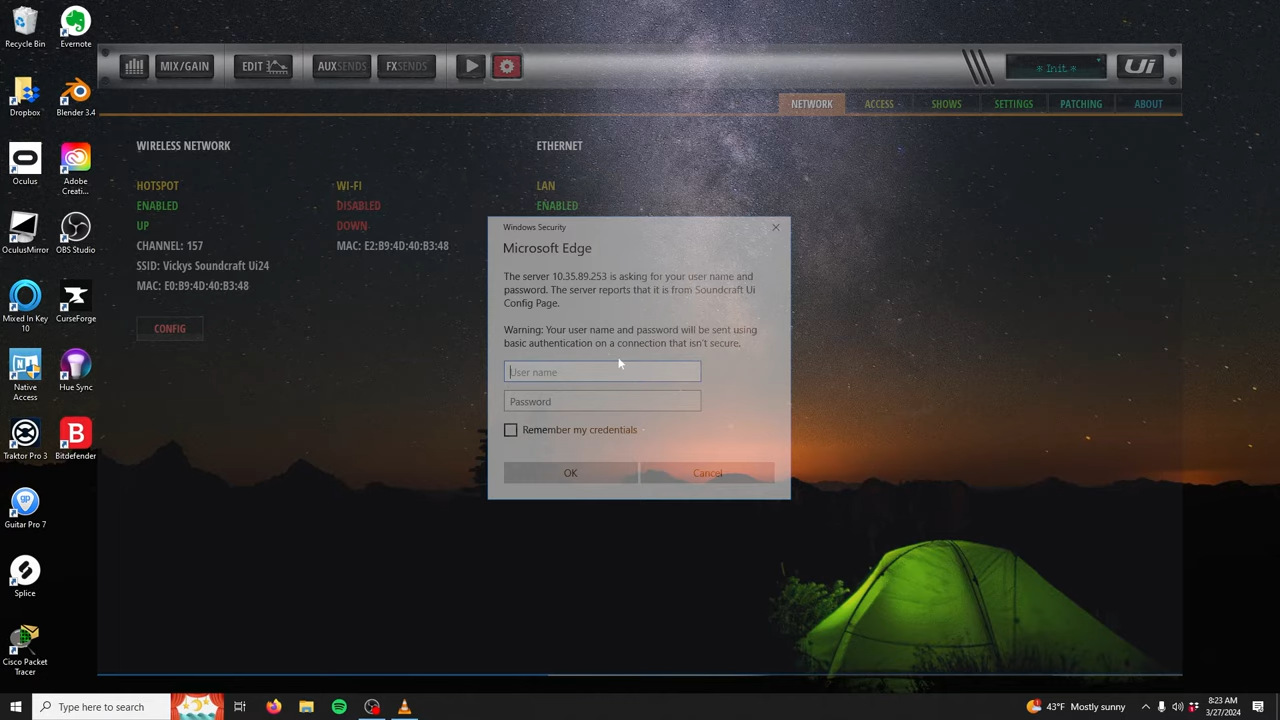 Recycle Bin
Evernote
Dropbox
Blender 3.4
Oculus
Adobe
Creati...
OculusMirror
OBS Studio
Mixed In Key
10
CurseForge
Native
Access
Hue Sync
Traktor Pro 3
Bitdefender
Guitar Pro 7
Splice
Cisco Packet
Tracer
MIX/GAIN
EDIT
AUXSENDS
FXSENDS
* Init *
Ui
NETWORK
ACCESS
SHOWS
SETTINGS
PATCHING
ABOUT
WIRELESS NETWORK
ETHERNET
HOTSPOT
WI-FI
LAN
ENABLED
DISABLED
ENABLED
UP
DOWN
CHANNEL: 157
MAC: E2:B9:4D:40:B3:48
SSID: Vickys Soundcraft Ui24
MAC: E0:B9:4D:40:B3:48
CONFIG
Windows Security
Microsoft Edge
The server 10.35.89.253 is asking for your user name and
password. The server reports that it is from Soundcraft Ui
Config Page.
Warning: Your user name and password will be sent using
basic authentication on a connection that isn't secure.
User name
Password
Remember my credentials
OK
Cancel
Type here to search
43°F Mostly sunny
8:23 AM
3/27/2024